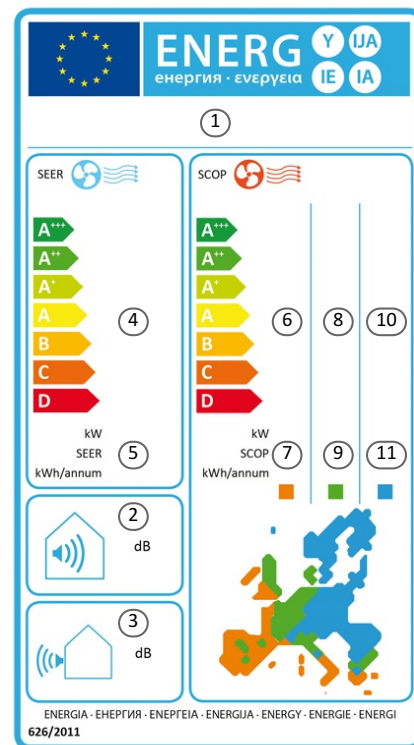 ENERG Y IJA
енергия · ενεργεια IE IA
1
SEER
SCOP
A+++
A++
A+
A
B
C
D
4
A+++
A++
A+
A
B
C
D
6
8
10
kW
SEER
kWh/annum
5
kW
SCOP
kWh/annum
7
9
11
2
dB
3
dB
ENERGIA · ЕНЕРГИЯ · ΕΝΕΡΓΕΙΑ · ENERGIJA · ENERGY · ENERGIE · ENERGI
626/2011